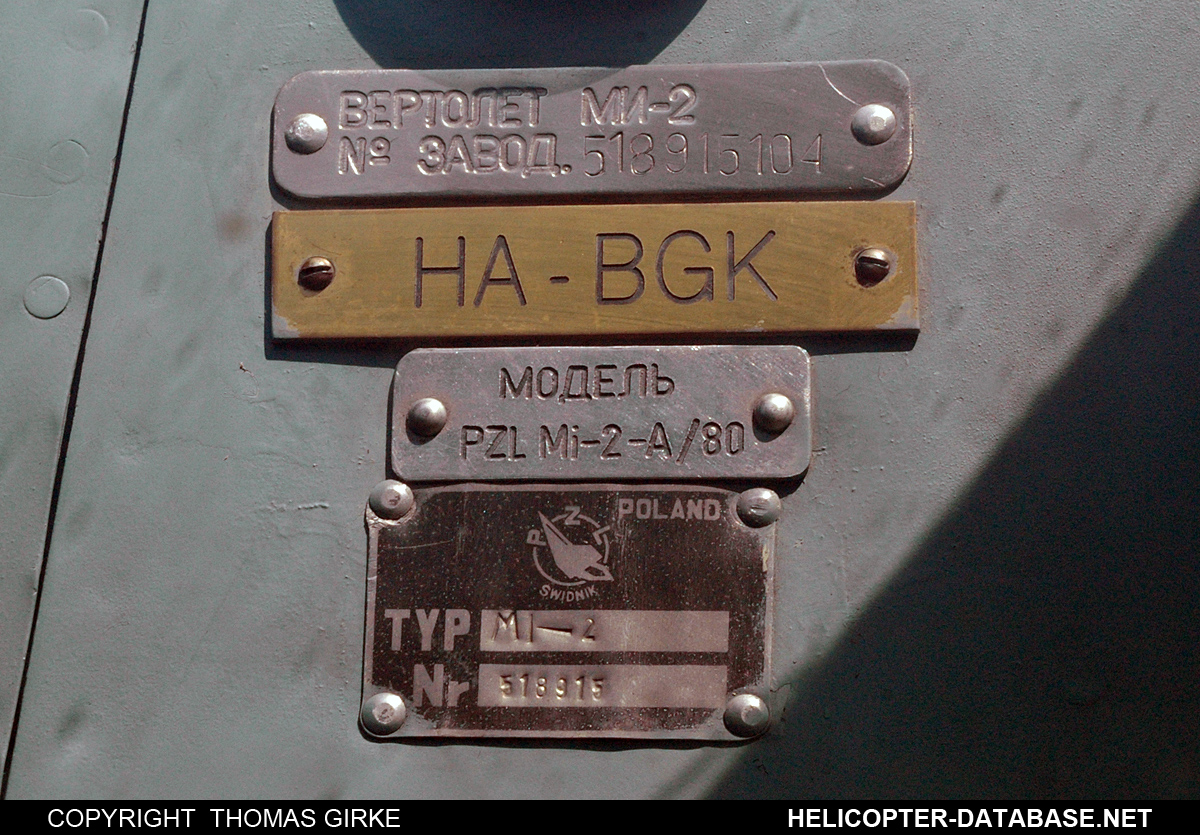 ВЕРТОЛЕТ МИ-2
№ ЗАВОД. 518915104
HA-BGK
МОДЕЛЬ
PZL Mi-2-A/80
POLAND
PZL
ŚWIDNIK
TYP Mi-2
Nr 518915
COPYRIGHT THOMAS GIRKE
HELICOPTER-DATABASE.NET